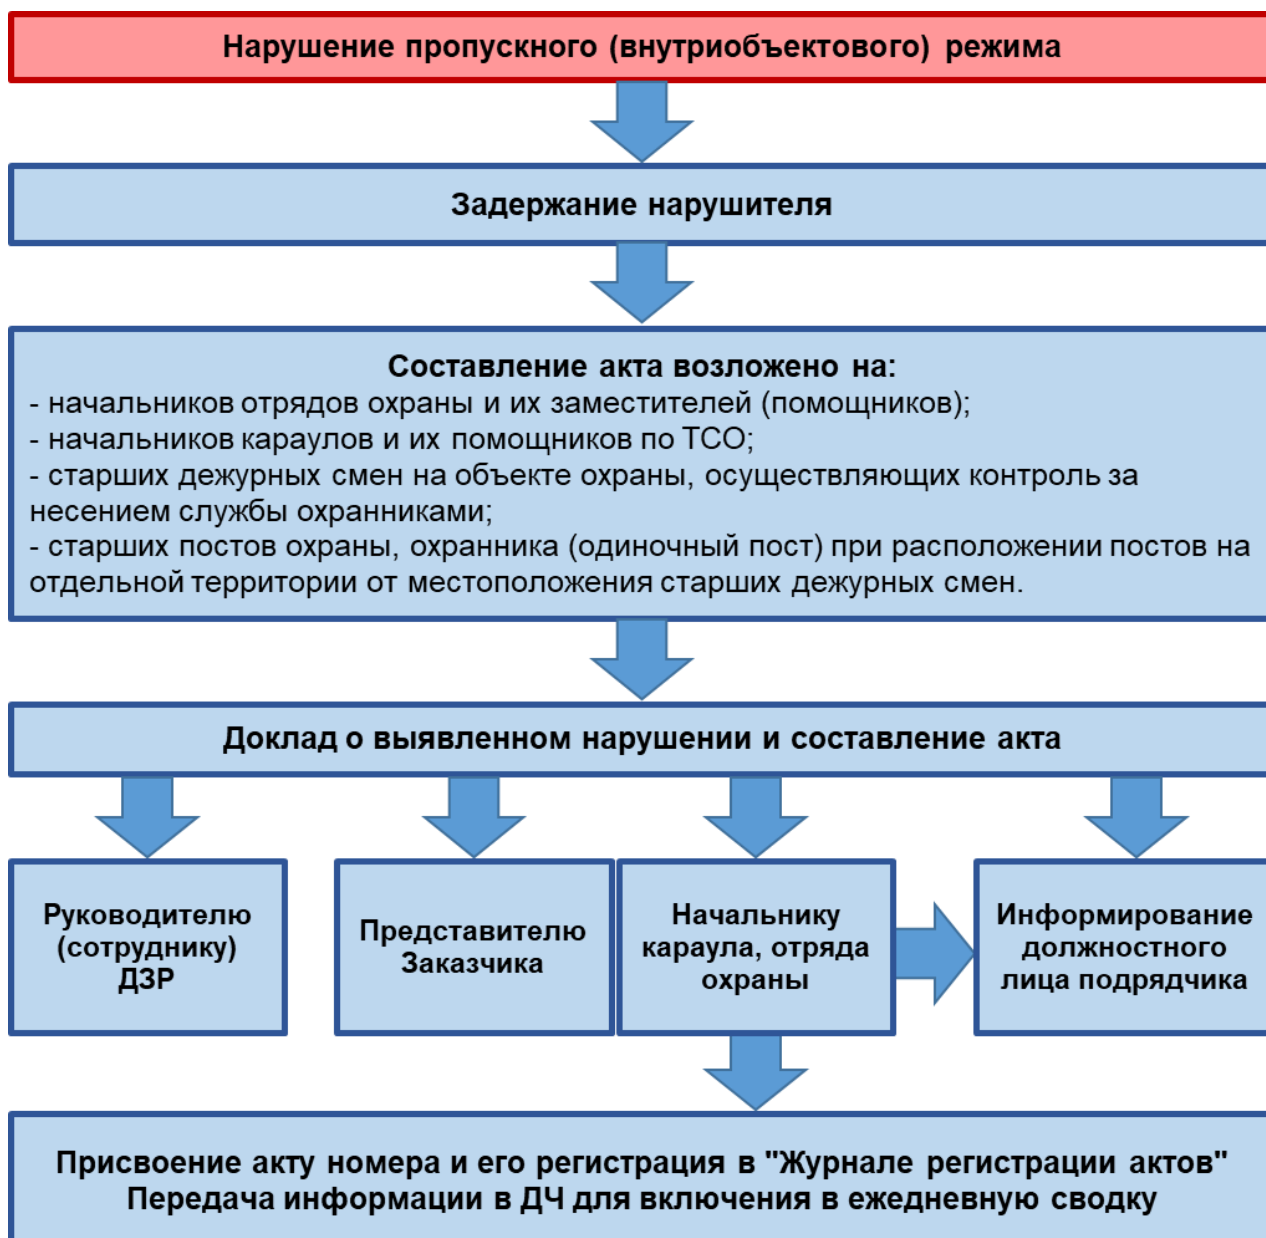 Нарушение пропускного (внутриобъектового) режима
Задержание нарушителя
Составление акта возложено на:
- начальников отрядов охраны и их заместителей (помощников);
- начальников караулов и их помощников по ТСО;
- старших дежурных смен на объекте охраны, осуществляющих контроль за
несением службы охранниками;
- старших постов охраны, охранника (одиночный пост) при расположении постов на
отдельной территории от местоположения старших дежурных смен.
Доклад о выявленном нарушении и составление акта
Руководителю
(сотруднику)
ДЗР
Представителю
Заказчика
Начальнику
караула, отряда
охраны
Информирование
должностного
лица подрядчика
Присвоение акту номера и его регистрация в "Журнале регистрации актов"
Передача информации в ДЧ для включения в ежедневную сводку